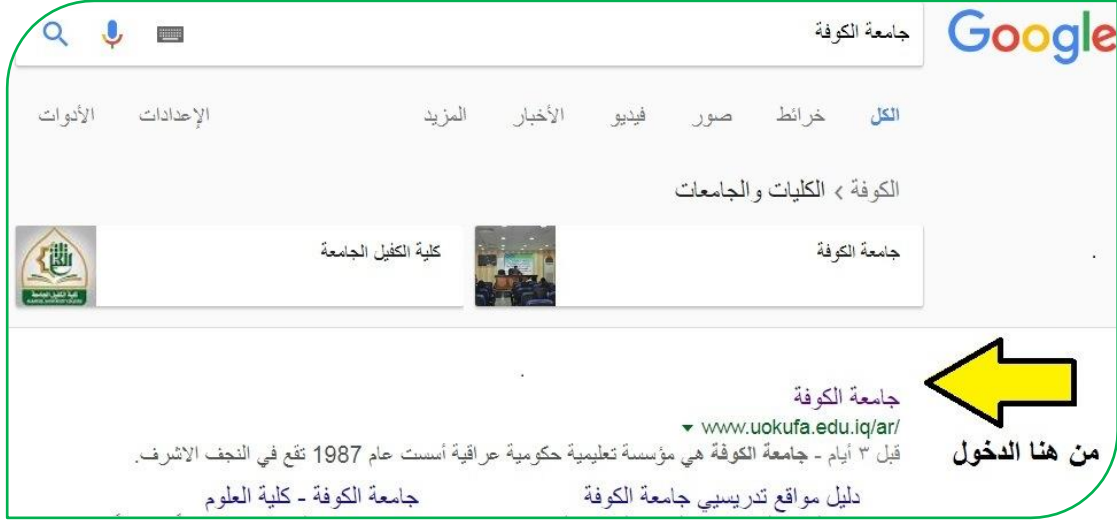 Google
جامعة الكوفة
الكل خرائط صور فيديو الأخبار المزيد الإعدادات الأدوات
الكوفة › الكليات والجامعات
جامعة الكوفة
كلية الكفيل الجامعة
جامعة الكوفة
www.uokufa.edu.iq/ar/
قبل ٣ أيام - جامعة الكوفة هي مؤسسة تعليمية حكومية عراقية أسست عام 1987 تقع في النجف الاشرف.
دليل مواقع تدريسيي جامعة الكوفة
جامعة الكوفة - كلية العلوم
من هنا الدخول